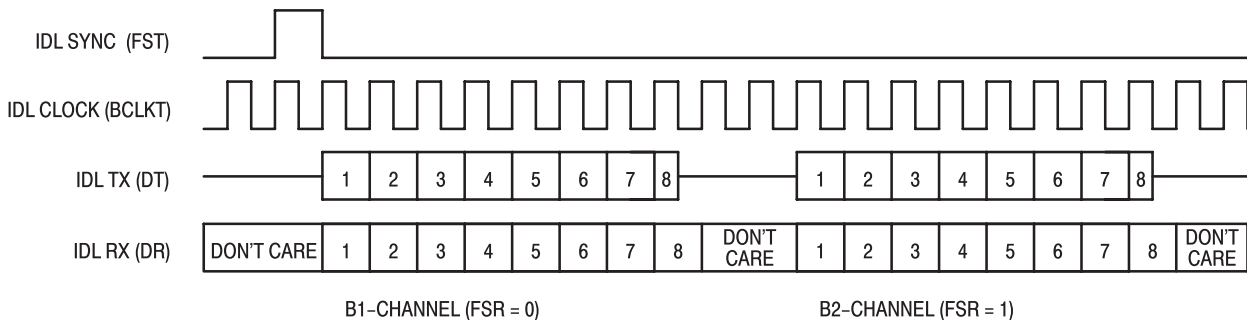 IDL SYNC (FST)
IDL CLOCK (BCLKT)
IDL TX (DT) 1 2 3 4 5 6 7 8 1 2 3 4 5 6 7 8
IDL RX (DR) DON'T CARE 1 2 3 4 5 6 7 8 DON'T CARE 1 2 3 4 5 6 7 8 DON'T CARE
B1–CHANNEL (FSR = 0) B2–CHANNEL (FSR = 1)